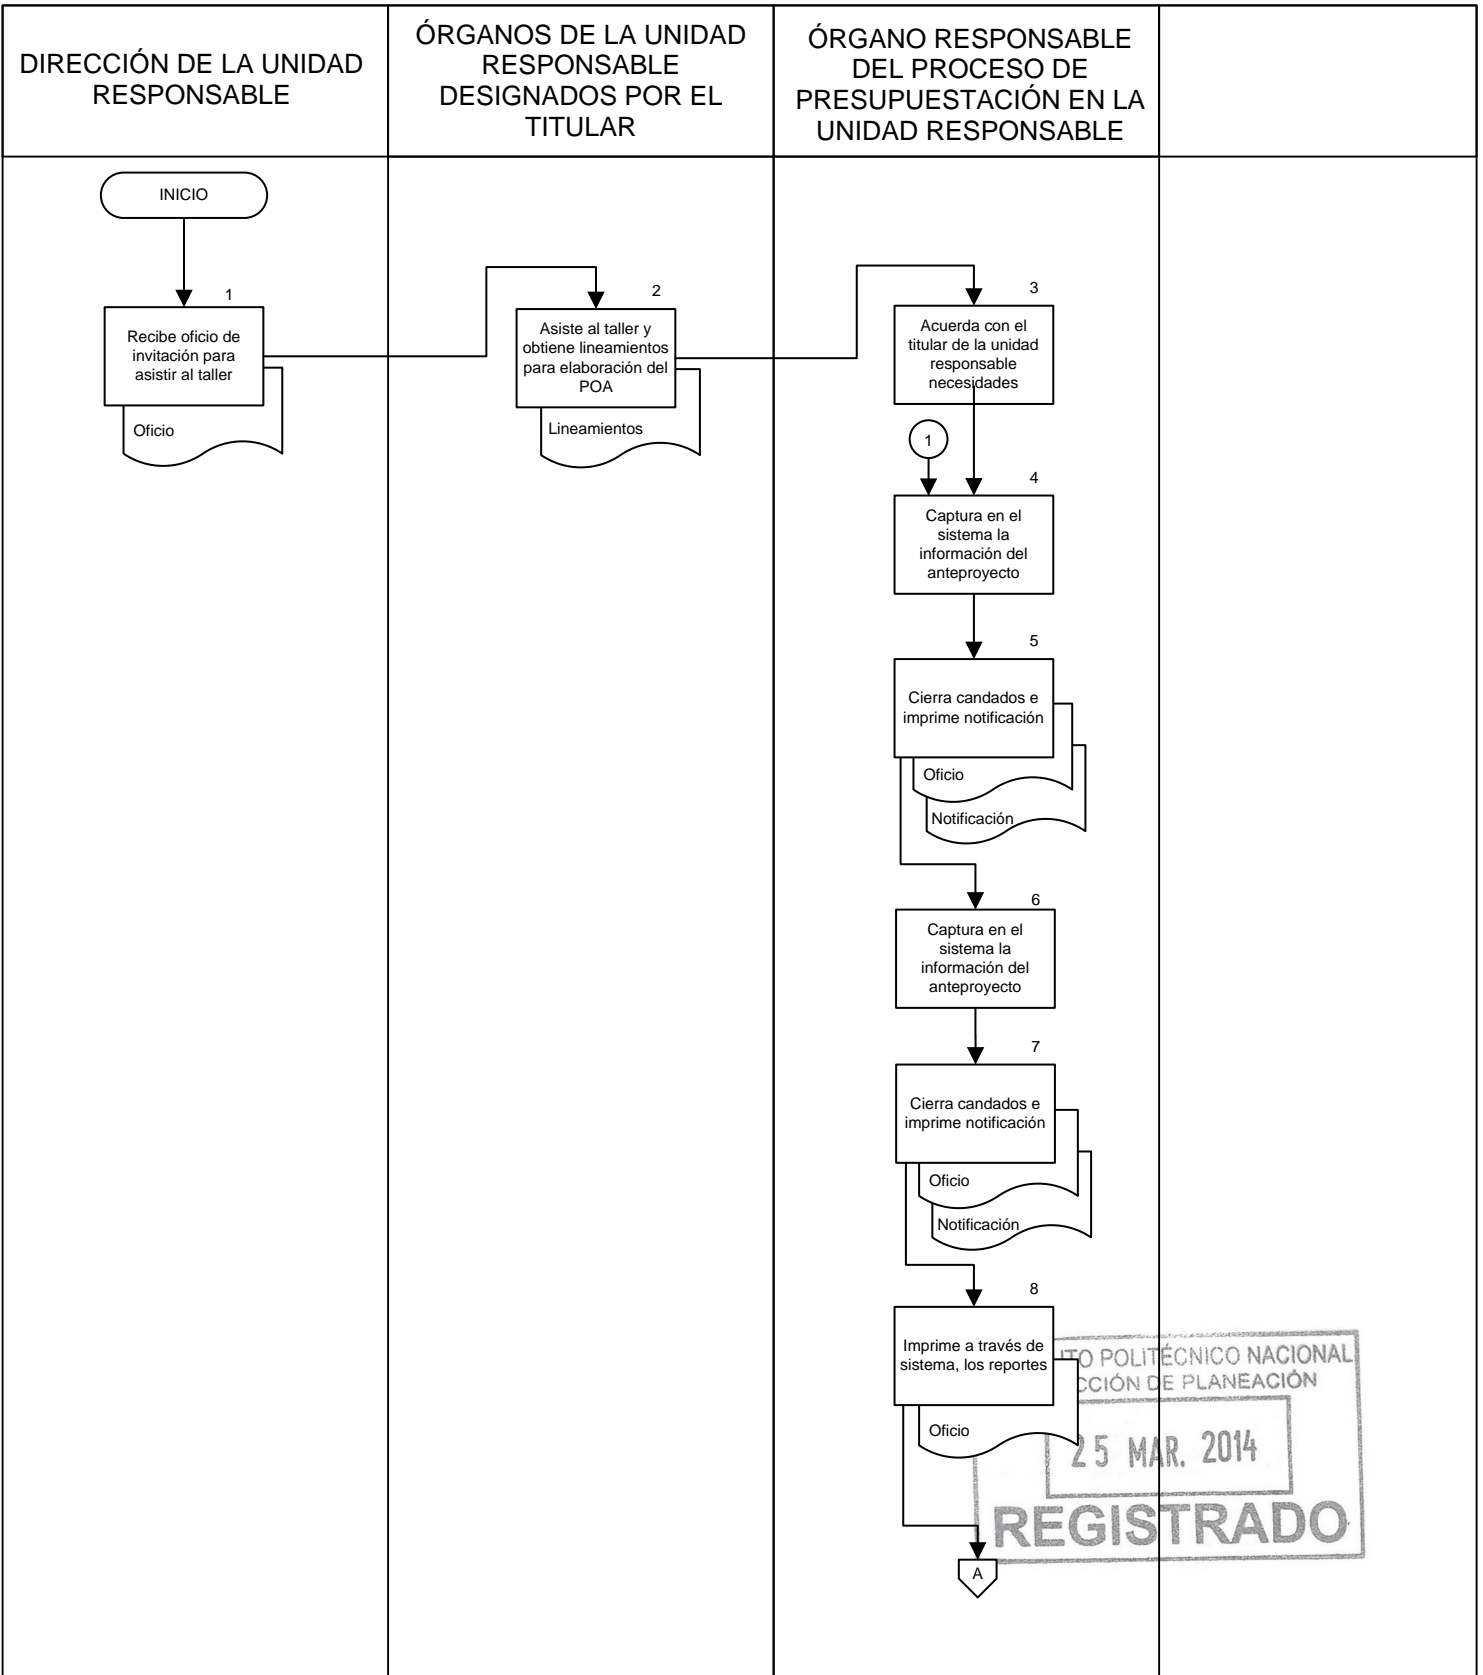 DIRECCIÓN DE LA UNIDAD
RESPONSABLE
ÓRGANOS DE LA UNIDAD
RESPONSABLE
DESIGNADOS POR EL
TITULAR
ÓRGANO RESPONSABLE
DEL PROCESO DE
PRESUPUESTACIÓN EN LA
UNIDAD RESPONSABLE
INICIO
1
Recibe oficio de
invitación para
asistir al taller
Oficio
2
Asiste al taller y
obtiene lineamientos
para elaboración del
POA
Lineamientos
3
Acuerda con el
titular de la unidad
responsable
necesidades
1
4
Captura en el
sistema la
información del
anteproyecto
5
Cierra candados e
imprime notificación
Oficio
Notificación
6
Captura en el
sistema la
información del
anteproyecto
7
Cierra candados e
imprime notificación
Oficio
Notificación
8
Imprime a través de
sistema, los reportes
Oficio
A
ITO POLITÉCNICO NACIONAL
CCIÓN DE PLANEACIÓN
25 MAR. 2014
REGISTRADO